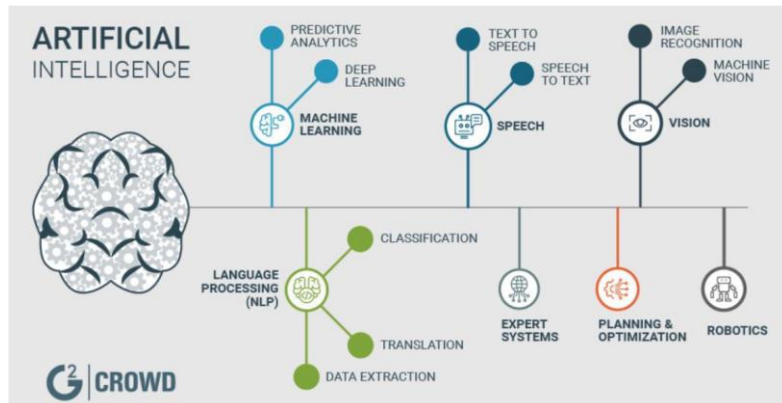 ARTIFICIAL
INTELLIGENCE
PREDICTIVE
ANALYTICS
DEEP
LEARNING
MACHINE
LEARNING
TEXT TO
SPEECH
SPEECH
TO TEXT
SPEECH
IMAGE
RECOGNITION
MACHINE
VISION
VISION
LANGUAGE
PROCESSING
(NLP)
CLASSIFICATION
TRANSLATION
DATA EXTRACTION
EXPERT
SYSTEMS
PLANNING &
OPTIMIZATION
ROBOTICS
G2 | CROWD